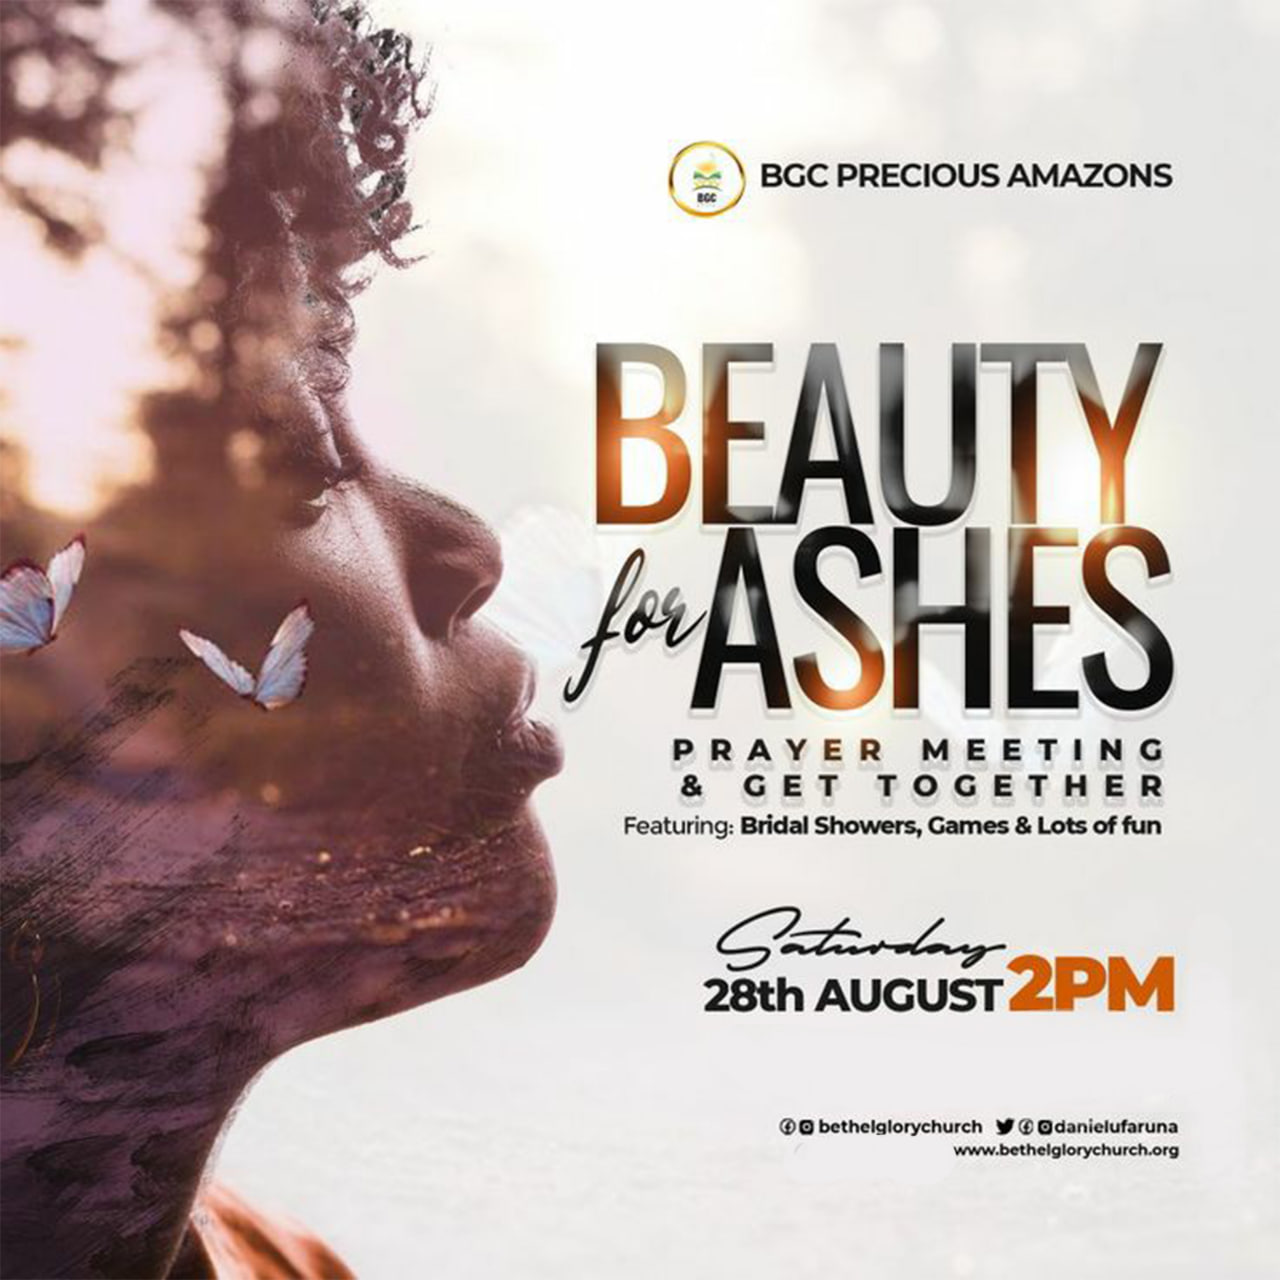 BGC
BGC PRECIOUS AMAZONS
BEAUTY
for ASHES
PRAYER MEETING
& GET TOGETHER
Featuring: Bridal Showers, Games & Lots of fun
Saturday
28th AUGUST 2PM
bethelglorychurch danielufaruna
www.bethelglorychurch.org